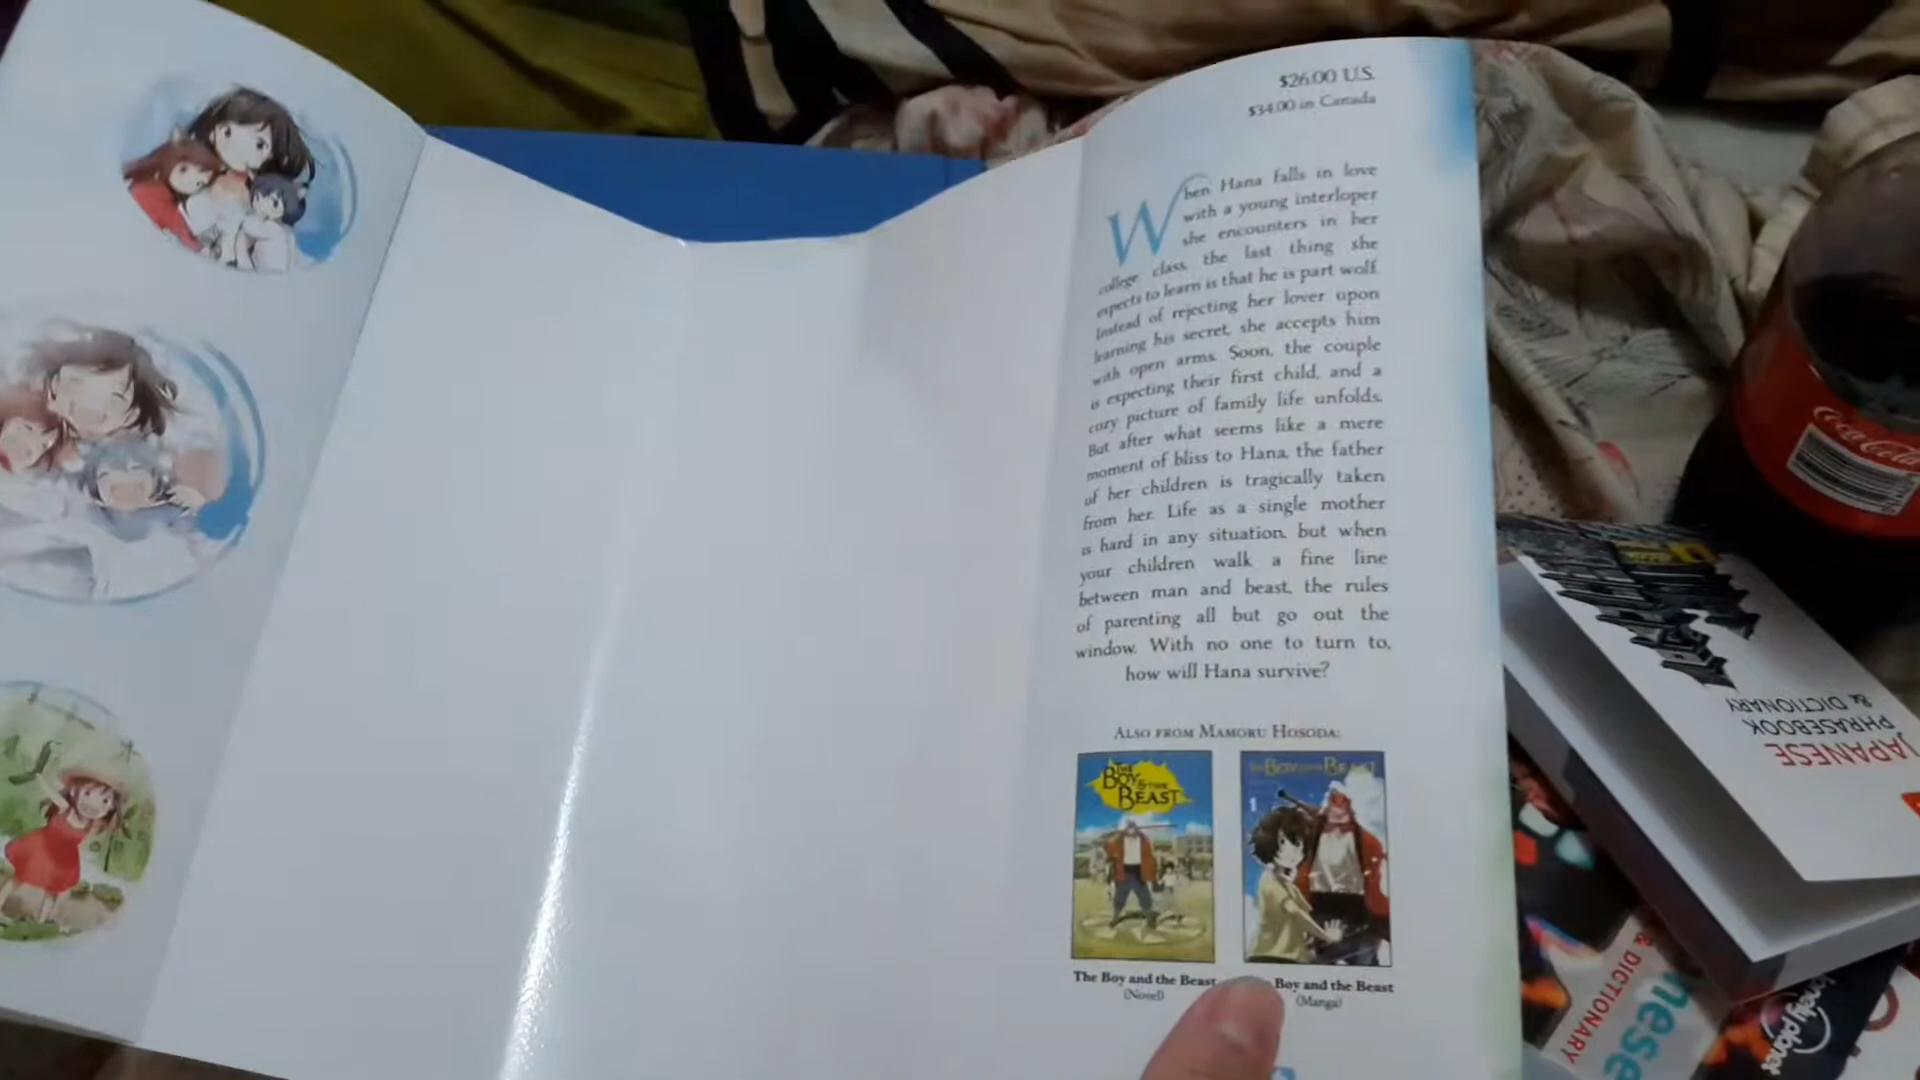 $26.00 U.S.
$34.00 in Canada
When Hana falls in love
with a young interloper
she encounters in her
college class, the last thing she
expects to learn is that he is part wolf.
Instead of rejecting her lover upon
learning his secret, she accepts him
with open arms. Soon, the couple
is expecting their first child, and a
cozy picture of family life unfolds.
But after what seems like a mere
moment of bliss to Hana, the father
of her children is tragically taken
from her. Life as a single mother
is hard in any situation, but when
your children walk a fine line
between man and beast, the rules
of parenting all but go out the
window. With no one to turn to,
how will Hana survive?
ALSO FROM MAMORU HOSODA:
THE
BOY & THE
BEAST
THE BOY AND THE BEAST
1
The Boy and the Beast
(Novel)
Boy and the Beast
(Manga)
Coca-Cola
JAPANESE
PHRASEBOOK
& DICTIONARY
& DICTIONARY
nese
lonely planet